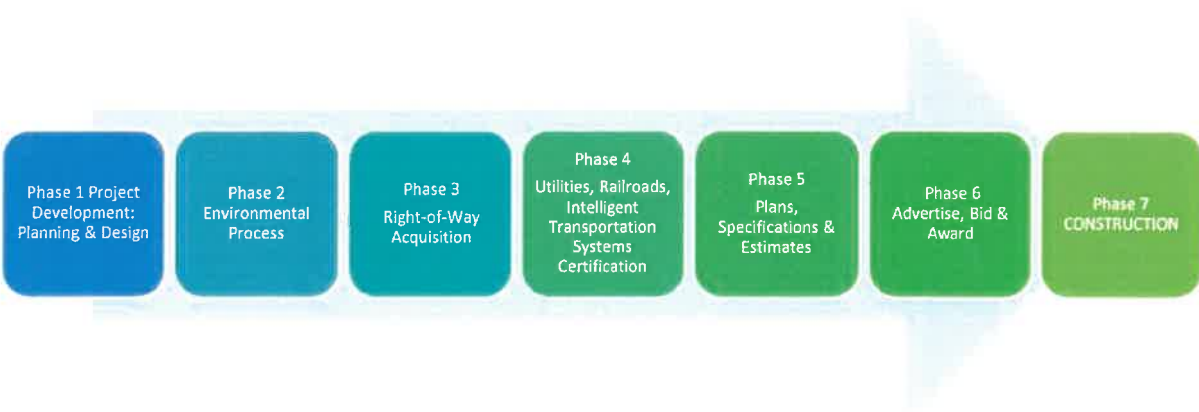 Phase 1 Project
Development:
Planning & Design
Phase 2
Environmental
Process
Phase 3
Right-of-Way
Acquisition
Phase 4
Utilities, Railroads,
Intelligent
Transportation
Systems
Certification
Phase 5
Plans,
Specifications &
Estimates
Phase 6
Advertise, Bid &
Award
Phase 7
CONSTRUCTION